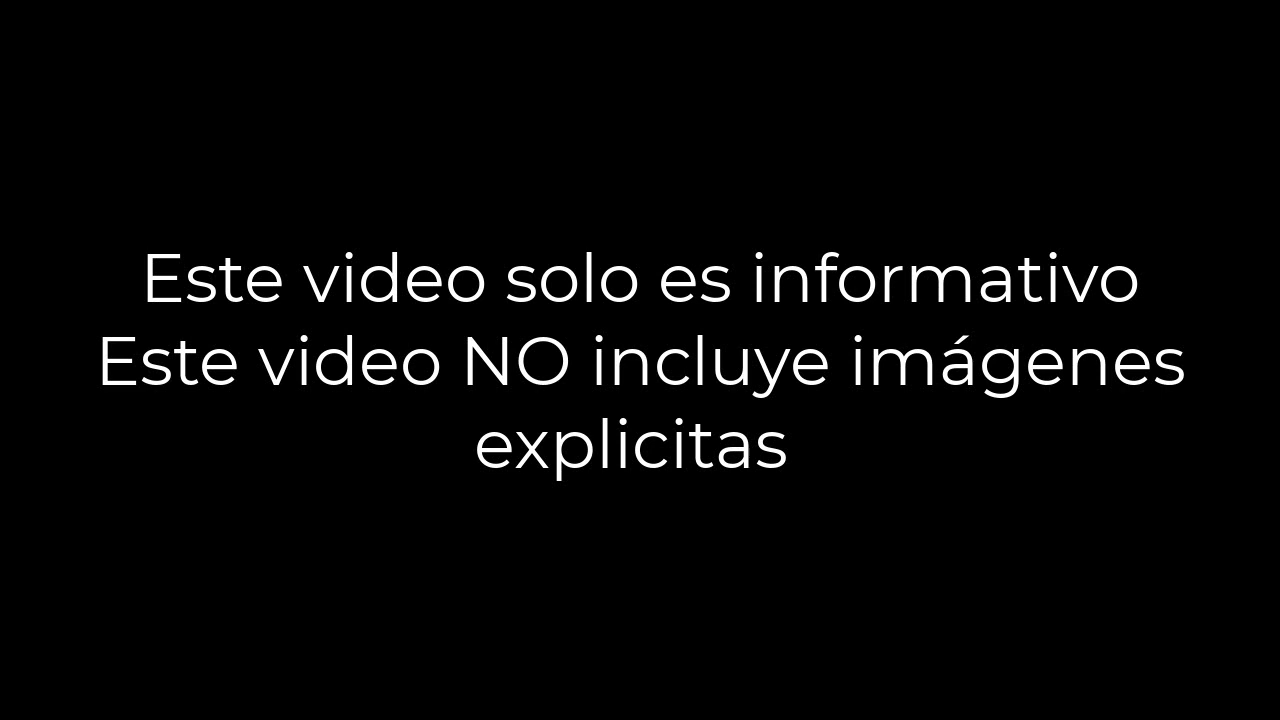 Este video solo es informativo
Este video NO incluye imágenes
explicitas